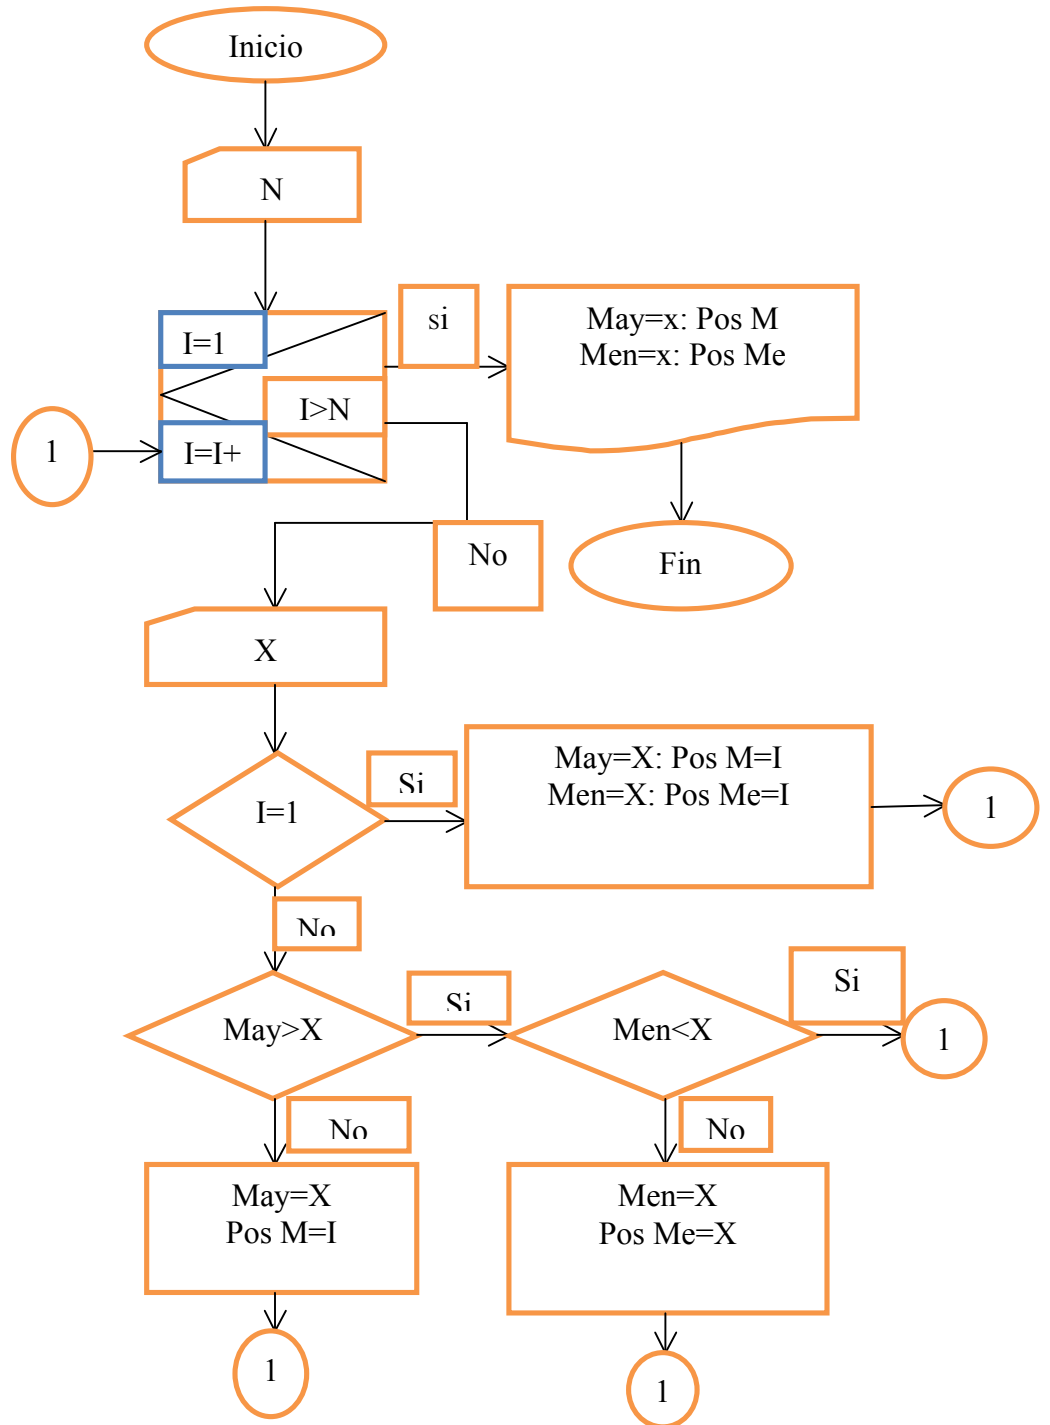 Inicio
N
I=1
si
May=x: Pos M
Men=x: Pos Me
I>N
1
I=I+
No
Fin
X
Si
May=X: Pos M=I
Men=X: Pos Me=I
I=1
1
No
May>X
Si
Men<X
Si
1
No
No
May=X
Pos M=I
Men=X
Pos Me=X
1
1